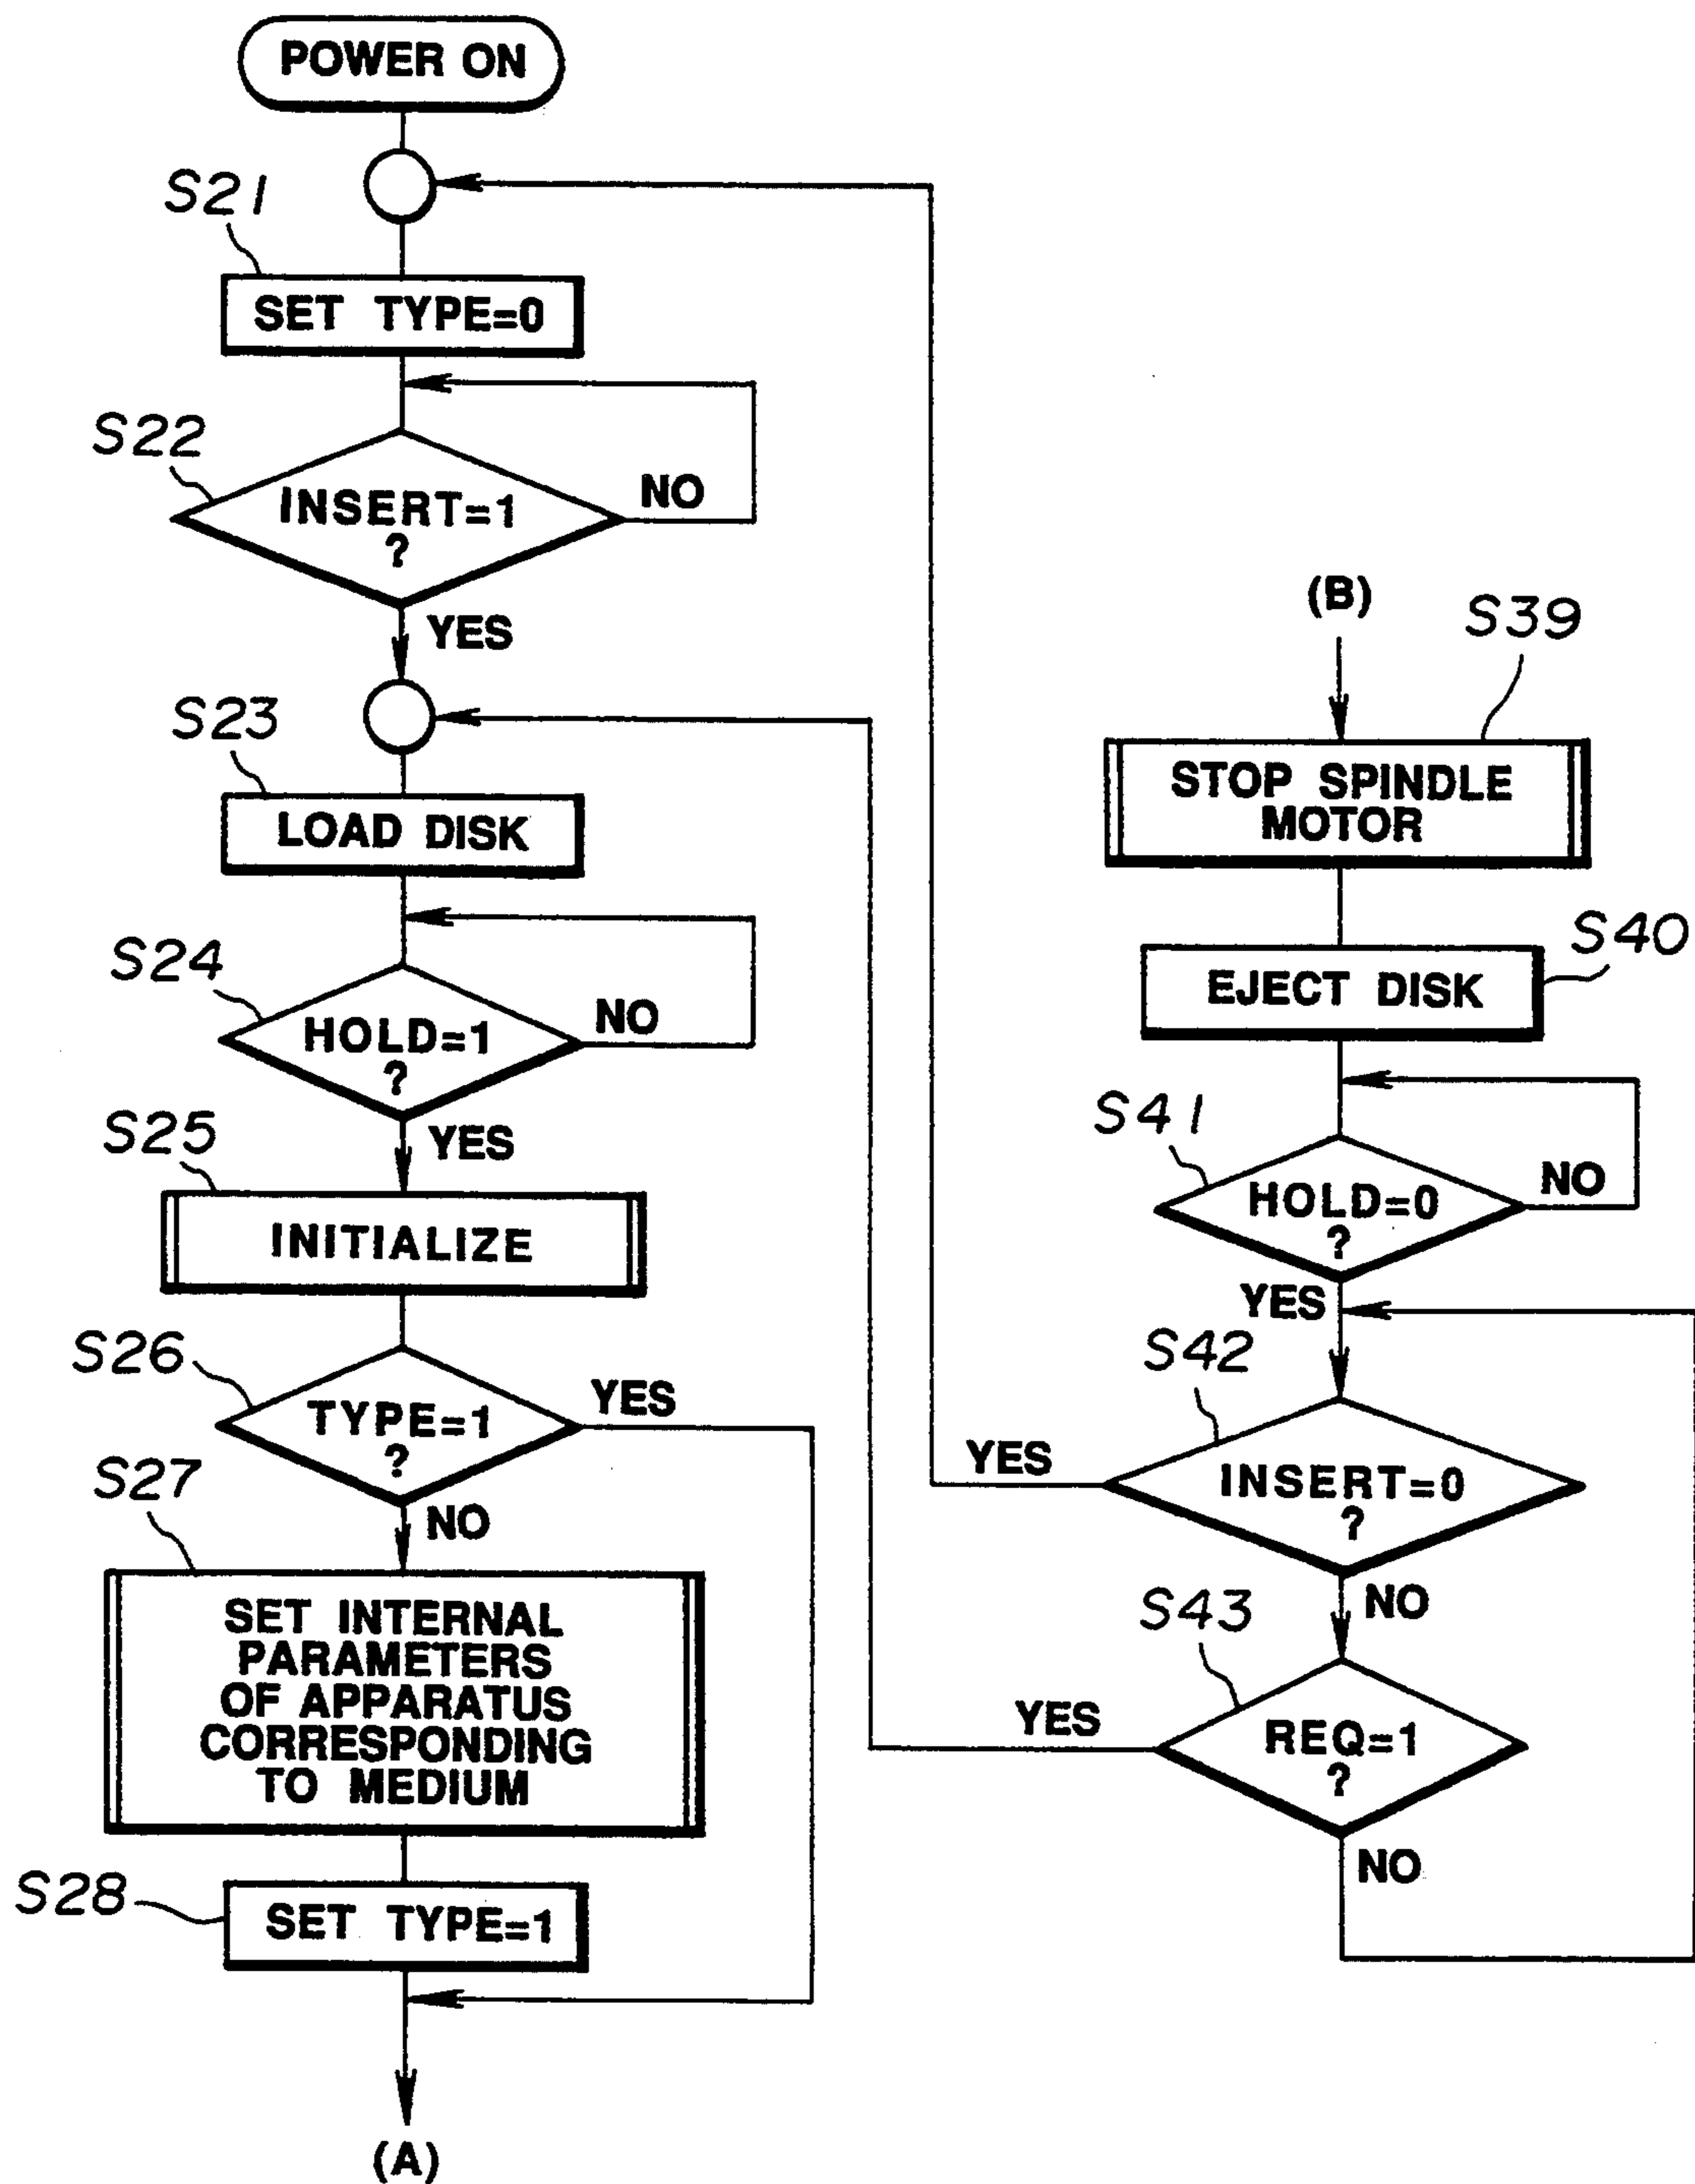 POWER ON
S21
SET TYPE=0
S22
INSERT=1
?
NO
YES
S23
LOAD DISK
S24
HOLD=1
?
NO
YES
S25
INITIALIZE
S26
TYPE=1
?
YES
NO
S27
SET INTERNAL
PARAMETERS
OF APPARATUS
CORRESPONDING
TO MEDIUM
S28
SET TYPE=1
(A)
(B)
S39
STOP SPINDLE
MOTOR
S40
EJECT DISK
S41
HOLD=0
?
NO
YES
S42
INSERT=0
?
YES
NO
S43
REQ=1
?
YES
NO